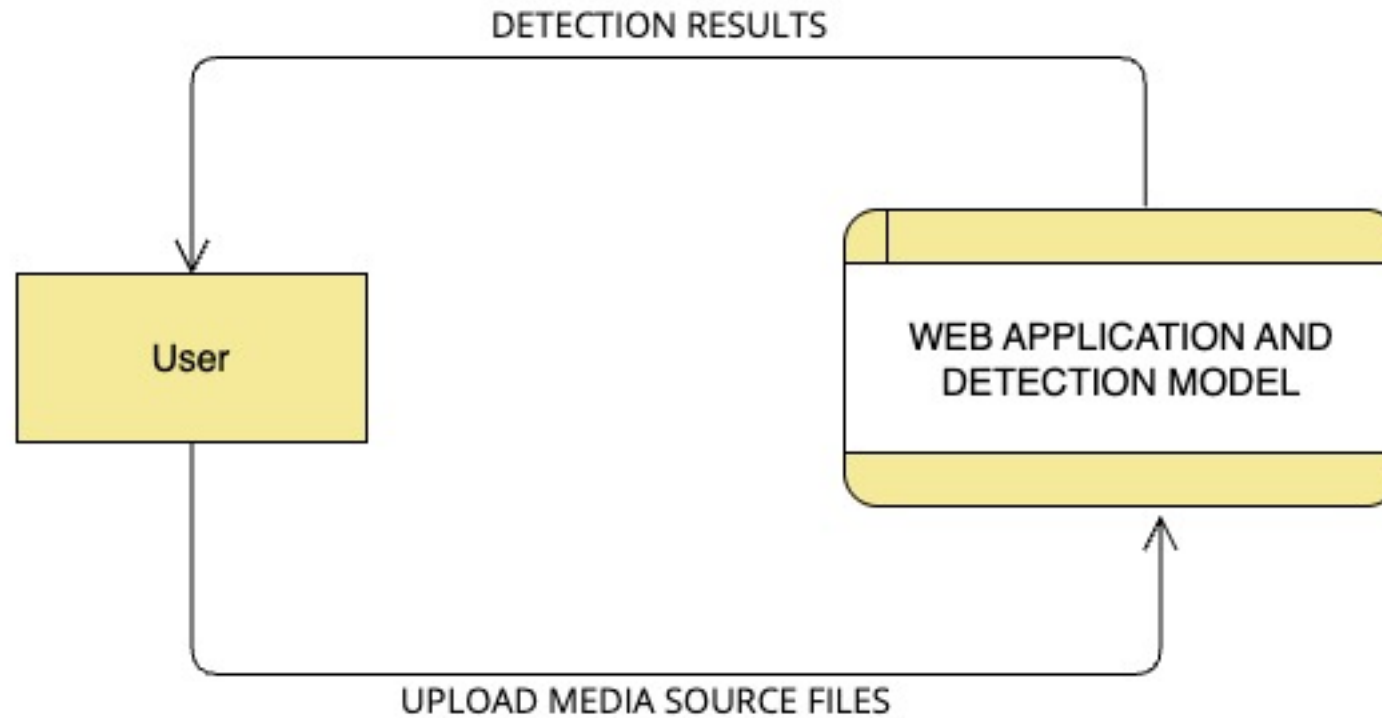 DETECTION RESULTS
User
WEB APPLICATION AND
DETECTION MODEL
UPLOAD MEDIA SOURCE FILES